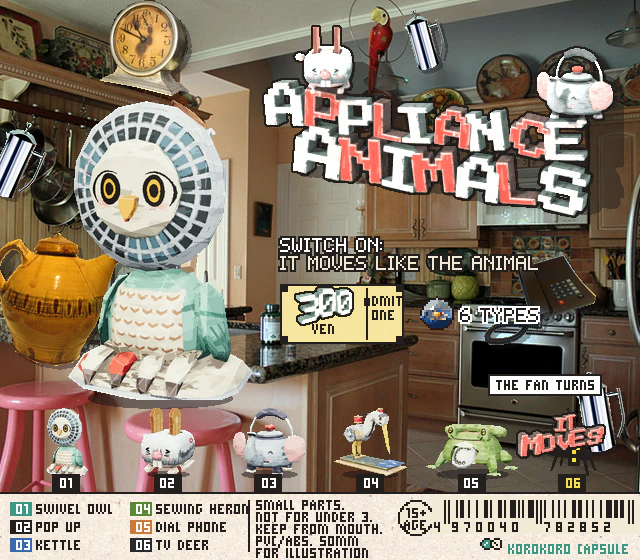 APPLIANCE
ANIMALS
SWITCH ON:
IT MOVES LIKE THE ANIMAL
300
YEN
ADMIT
ONE
6 TYPES
THE FAN TURNS
IT
MOVES
01
02
03
04
05
06
01 SWIVEL OWL
02 POP UP
03 KETTLE
04 SEWING HERON
05 DIAL PHONE
06 TV DEER
SMALL PARTS.
NOT FOR UNDER 3.
KEEP FROM MOUTH.
PVC/ABS. 50MM
FOR ILLUSTRATION
15+
AGE
4 970040 782852
KOROKORO CAPSULE